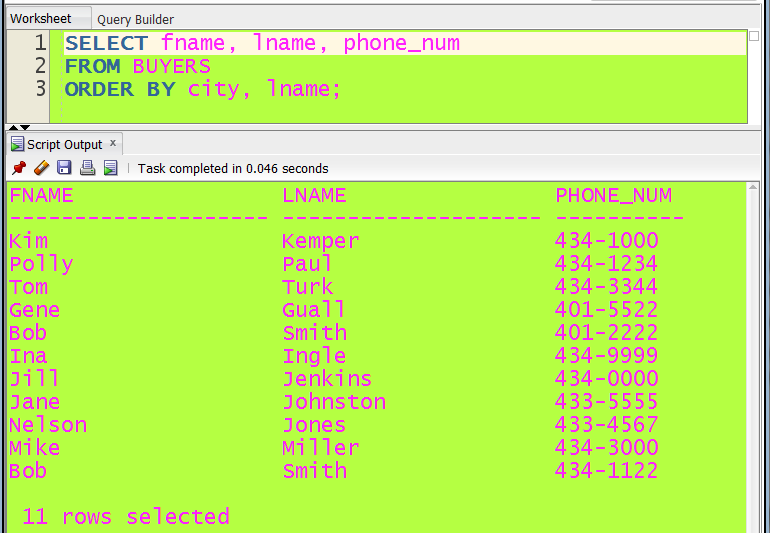 Worksheet Query Builder
1 SELECT fname, lname, phone_num
2 FROM BUYERS
3 ORDER BY city, lname;
Script Output x
Task completed in 0.046 seconds
FNAME LNAME PHONE_NUM
-------------------- -------------------- ----------
Kim Kemper 434-1000
Polly Paul 434-1234
Tom Turk 434-3344
Gene Guall 401-5522
Bob Smith 401-2222
Ina Ingle 434-9999
Jill Jenkins 434-0000
Jane Johnston 433-5555
Nelson Jones 433-4567
Mike Miller 434-3000
Bob Smith 434-1122
11 rows selected